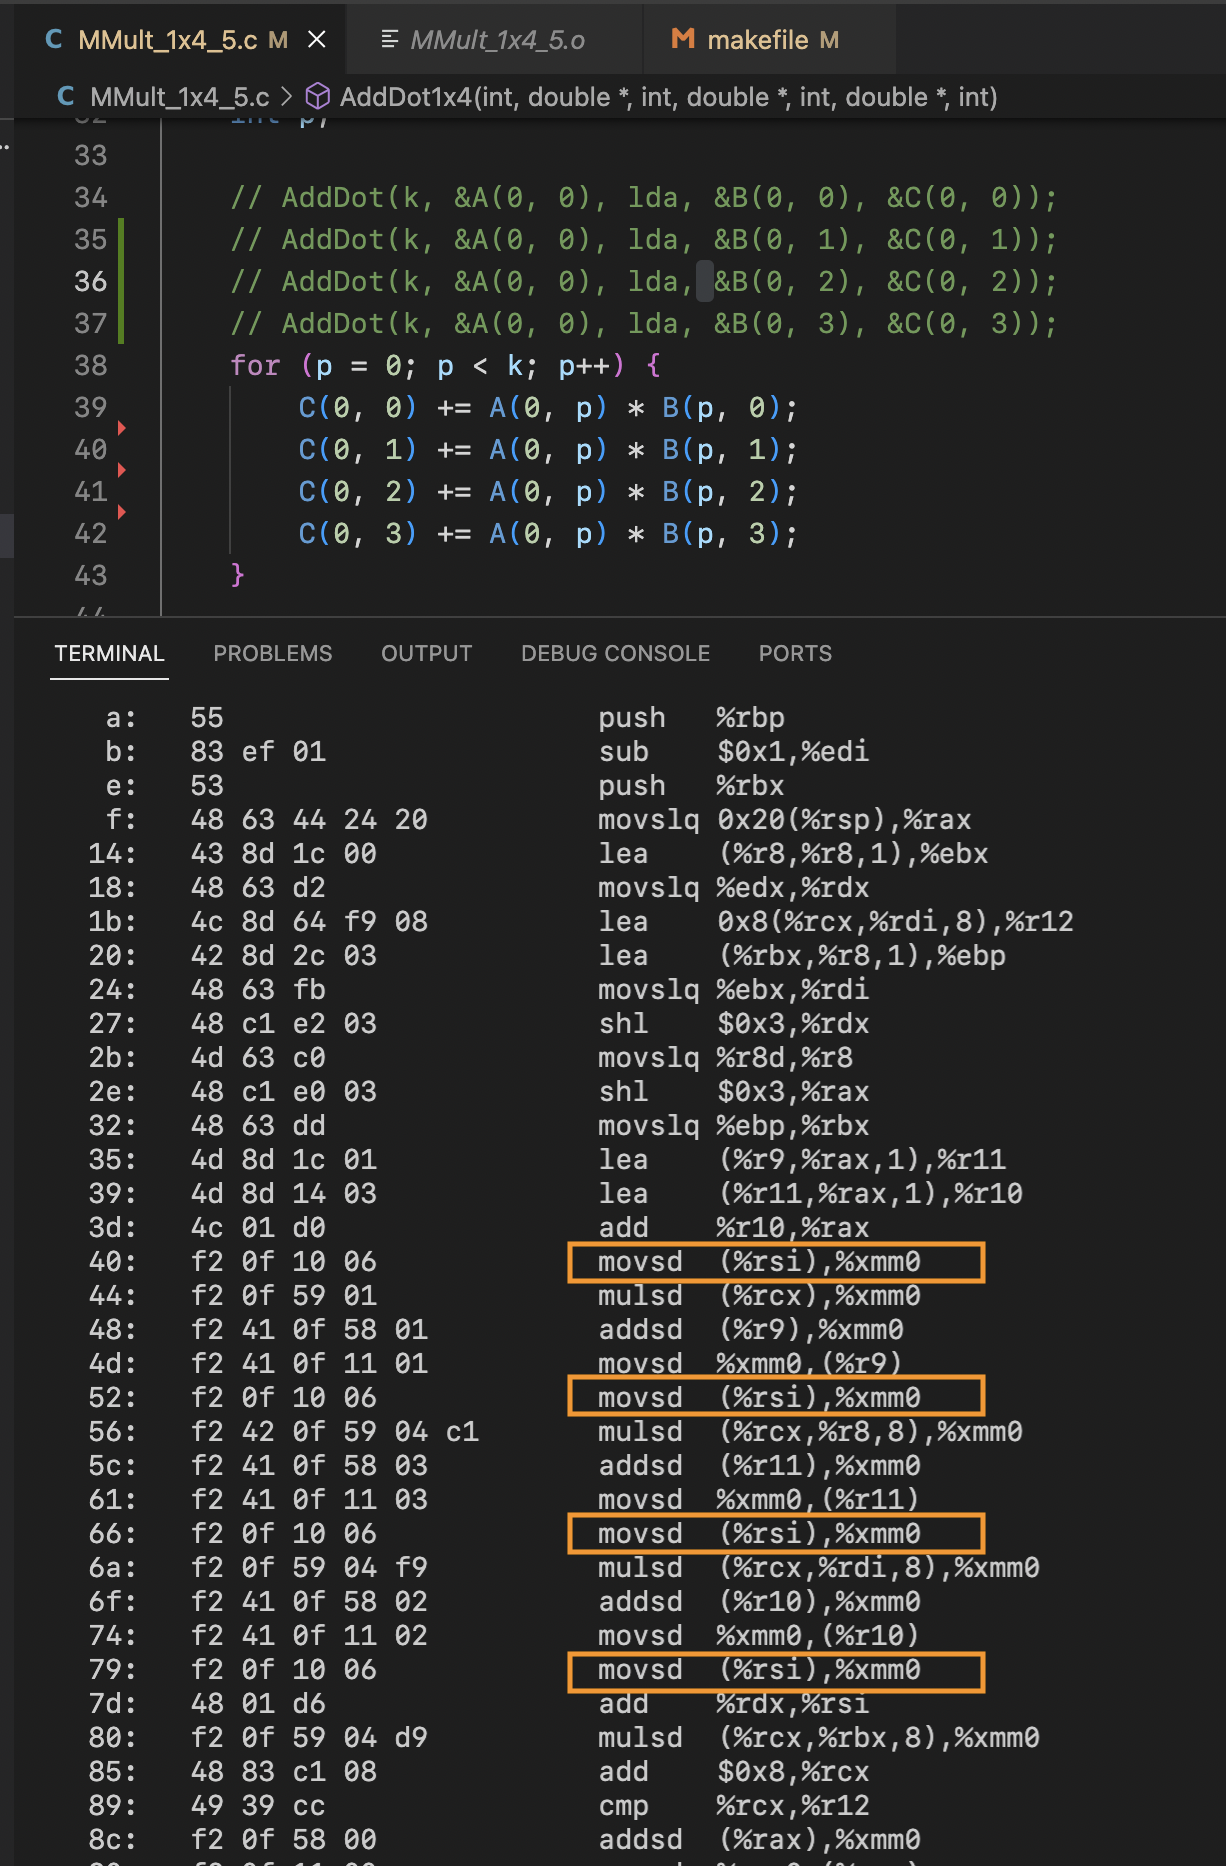 C MMult_1x4_5.c M × MMult_1x4_5.o M makefile M
C MMult_1x4_5.c > AddDot1x4(int, double *, int, double *, int, double *, int)
32 int p;
33
34 // AddDot(k, &A(0, 0), lda, &B(0, 0), &C(0, 0));
35 // AddDot(k, &A(0, 0), lda, &B(0, 1), &C(0, 1));
36 // AddDot(k, &A(0, 0), lda, &B(0, 2), &C(0, 2));
37 // AddDot(k, &A(0, 0), lda, &B(0, 3), &C(0, 3));
38 for (p = 0; p < k; p++) {
39 C(0, 0) += A(0, p) * B(p, 0);
40 C(0, 1) += A(0, p) * B(p, 1);
41 C(0, 2) += A(0, p) * B(p, 2);
42 C(0, 3) += A(0, p) * B(p, 3);
43 }
44
TERMINAL PROBLEMS OUTPUT DEBUG CONSOLE PORTS
a: 55 push %rbp
b: 83 ef 01 sub $0x1,%edi
e: 53 push %rbx
f: 48 63 44 24 20 movslq 0x20(%rsp),%rax
14: 43 8d 1c 00 lea (%r8,%r8,1),%ebx
18: 48 63 d2 movslq %edx,%rdx
1b: 4c 8d 64 f9 08 lea 0x8(%rcx,%rdi,8),%r12
20: 42 8d 2c 03 lea (%rbx,%r8,1),%ebp
24: 48 63 fb movslq %ebx,%rdi
27: 48 c1 e2 03 shl $0x3,%rdx
2b: 4d 63 c0 movslq %r8d,%r8
2e: 48 c1 e0 03 shl $0x3,%rax
32: 48 63 dd movslq %ebp,%rbx
35: 4d 8d 1c 01 lea (%r9,%rax,1),%r11
39: 4d 8d 14 03 lea (%r11,%rax,1),%r10
3d: 4c 01 d0 add %r10,%rax
40: f2 0f 10 06 movsd (%rsi),%xmm0
44: f2 0f 59 01 mulsd (%rcx),%xmm0
48: f2 41 0f 58 01 addsd (%r9),%xmm0
4d: f2 41 0f 11 01 movsd %xmm0,(%r9)
52: f2 0f 10 06 movsd (%rsi),%xmm0
56: f2 42 0f 59 04 c1 mulsd (%rcx,%r8,8),%xmm0
5c: f2 41 0f 58 03 addsd (%r11),%xmm0
61: f2 41 0f 11 03 movsd %xmm0,(%r11)
66: f2 0f 10 06 movsd (%rsi),%xmm0
6a: f2 0f 59 04 f9 mulsd (%rcx,%rdi,8),%xmm0
6f: f2 41 0f 58 02 addsd (%r10),%xmm0
74: f2 41 0f 11 02 movsd %xmm0,(%r10)
79: f2 0f 10 06 movsd (%rsi),%xmm0
7d: 48 01 d6 add %rdx,%rsi
80: f2 0f 59 04 d9 mulsd (%rcx,%rbx,8),%xmm0
85: 48 83 c1 08 add $0x8,%rcx
89: 49 39 cc cmp %rcx,%r12
8c: f2 0f 58 00 addsd (%rax),%xmm0